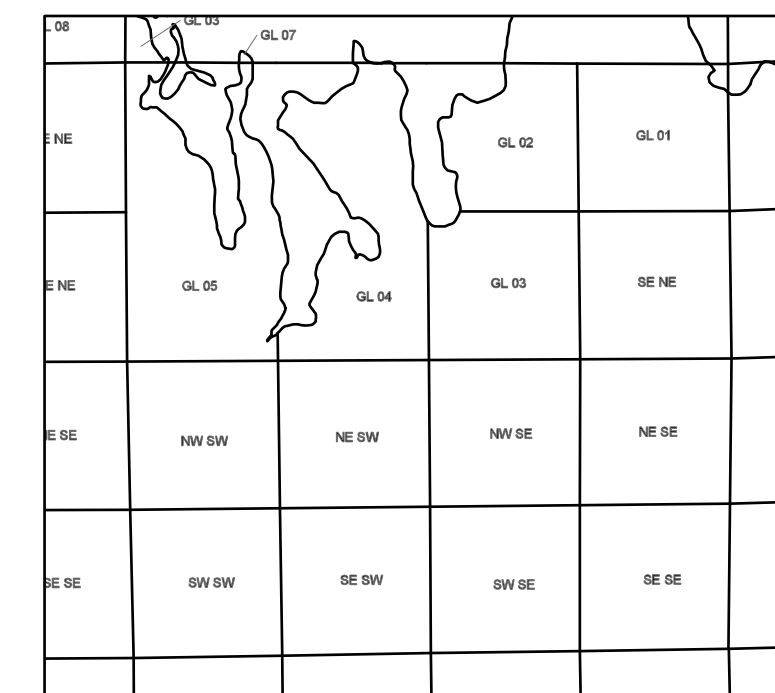 L 08
GL 03
GL 07
E NE
GL 02
GL 01
E NE
GL 05
GL 04
GL 03
SE NE
E SE
NW SW
NE SW
NW SE
NE SE
SE SE
SW SW
SE SW
SW SE
SE SE